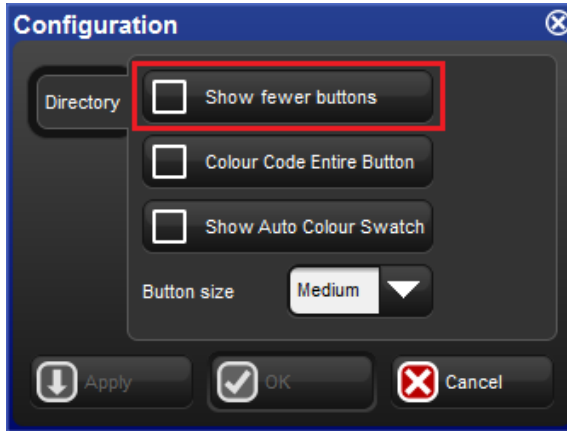 Configuration
Directory
Show fewer buttons
Colour Code Entire Button
Show Auto Colour Swatch
Button size
Medium
Apply
OK
Cancel